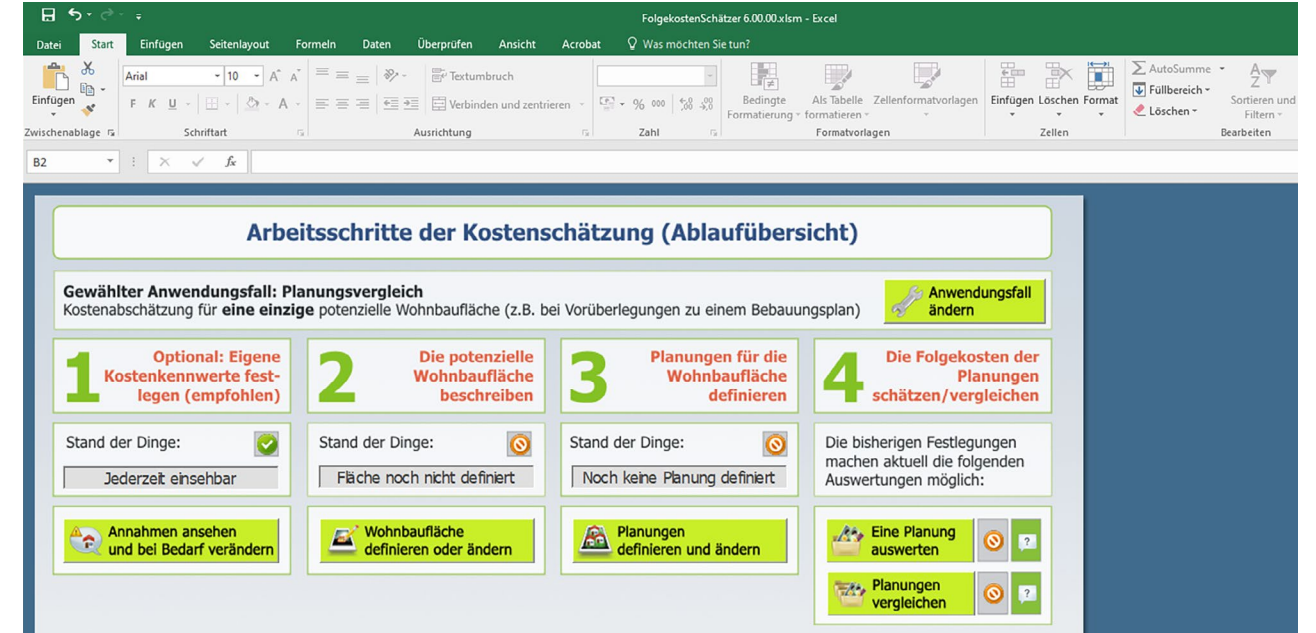 FolgekostenSchätzer 6.00.00.xlsm - Excel
Datei Start Einfügen Seitenlayout Formeln Daten Überprüfen Ansicht Acrobat Was möchten Sie tun?
Arial 10 Textumbruch AutoSumme
Einfügen F K U Verbinden und zentrieren % 000 Bedingte Formatierung Als Tabelle formatieren Zellenformatvorlagen Einfügen Löschen Format Füllbereich Löschen Sortieren und Filtern
Zwischenablage Schriftart Ausrichtung Zahl Formatvorlagen Zellen Bearbeiten
B2 fx
Arbeitsschritte der Kostenschätzung (Ablaufübersicht)
Gewählter Anwendungsfall: Planungsvergleich
Kostenabschätzung für eine einzige potenzielle Wohnbaufläche (z.B. bei Vorüberlegungen zu einem Bebauungsplan)
Anwendungsfall
ändern
1
Optional: Eigene
Kostenkennwerte fest-
legen (empfohlen)
2
Die potenzielle
Wohnbaufläche
beschreiben
3
Planungen für die
Wohnbaufläche
definieren
4
Die Folgekosten der
Planungen
schätzen/vergleichen
Stand der Dinge:
Jederzeit einsehbar
Stand der Dinge:
Fläche noch nicht definiert
Stand der Dinge:
Noch keine Planung definiert
Die bisherigen Festlegungen
machen aktuell die folgenden
Auswertungen möglich:
Annahmen ansehen
und bei Bedarf verändern
Wohnbaufläche
definieren oder ändern
Planungen
definieren und ändern
Eine Planung
auswerten
?
Planungen
vergleichen
?